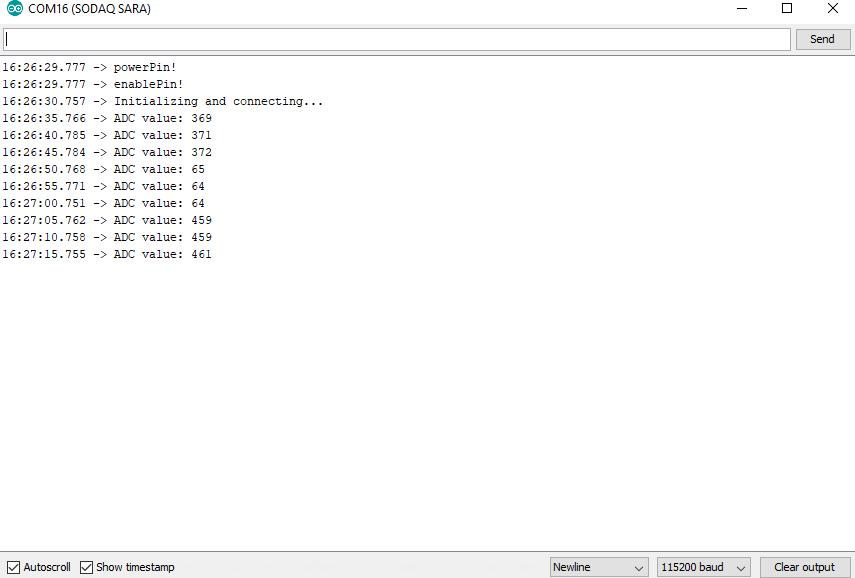 COM16 (SODAQ SARA)
Send
16:26:29.777 -> powerPin!
16:26:29.777 -> enablePin!
16:26:30.757 -> Initializing and connecting...
16:26:35.766 -> ADC value: 369
16:26:40.785 -> ADC value: 371
16:26:45.784 -> ADC value: 372
16:26:50.768 -> ADC value: 65
16:26:55.771 -> ADC value: 64
16:27:00.751 -> ADC value: 64
16:27:05.762 -> ADC value: 459
16:27:10.758 -> ADC value: 459
16:27:15.755 -> ADC value: 461
Autoscroll Show timestamp Newline 115200 baud Clear output